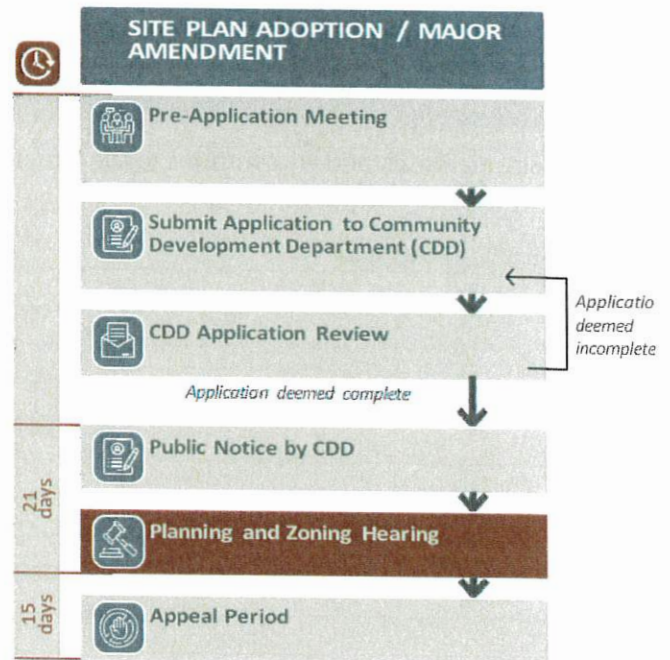 SITE PLAN ADOPTION / MAJOR
AMENDMENT
Pre-Application Meeting
Submit Application to Community
Development Department (CDD)
Applicatio
deemed
incomplete
CDD Application Review
Application deemed complete
21
days
Public Notice by CDD
Planning and Zoning Hearing
15
days
Appeal Period